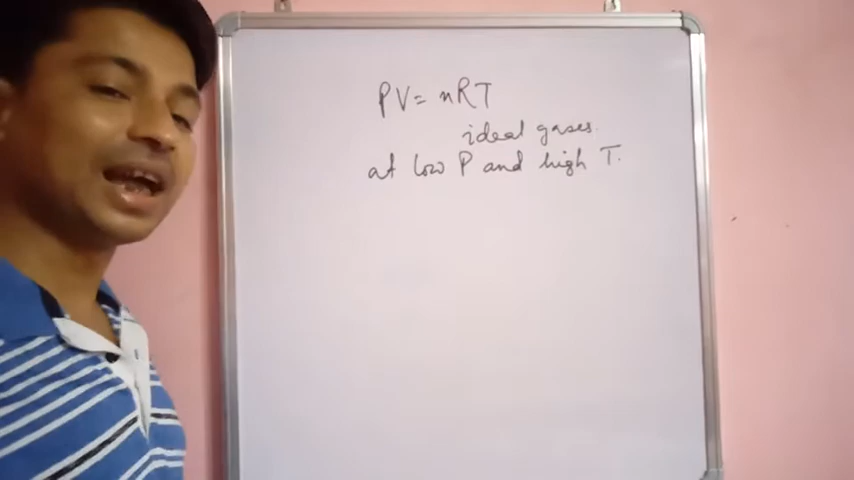 PV = nRT
ideal gases.
at low P and high T.